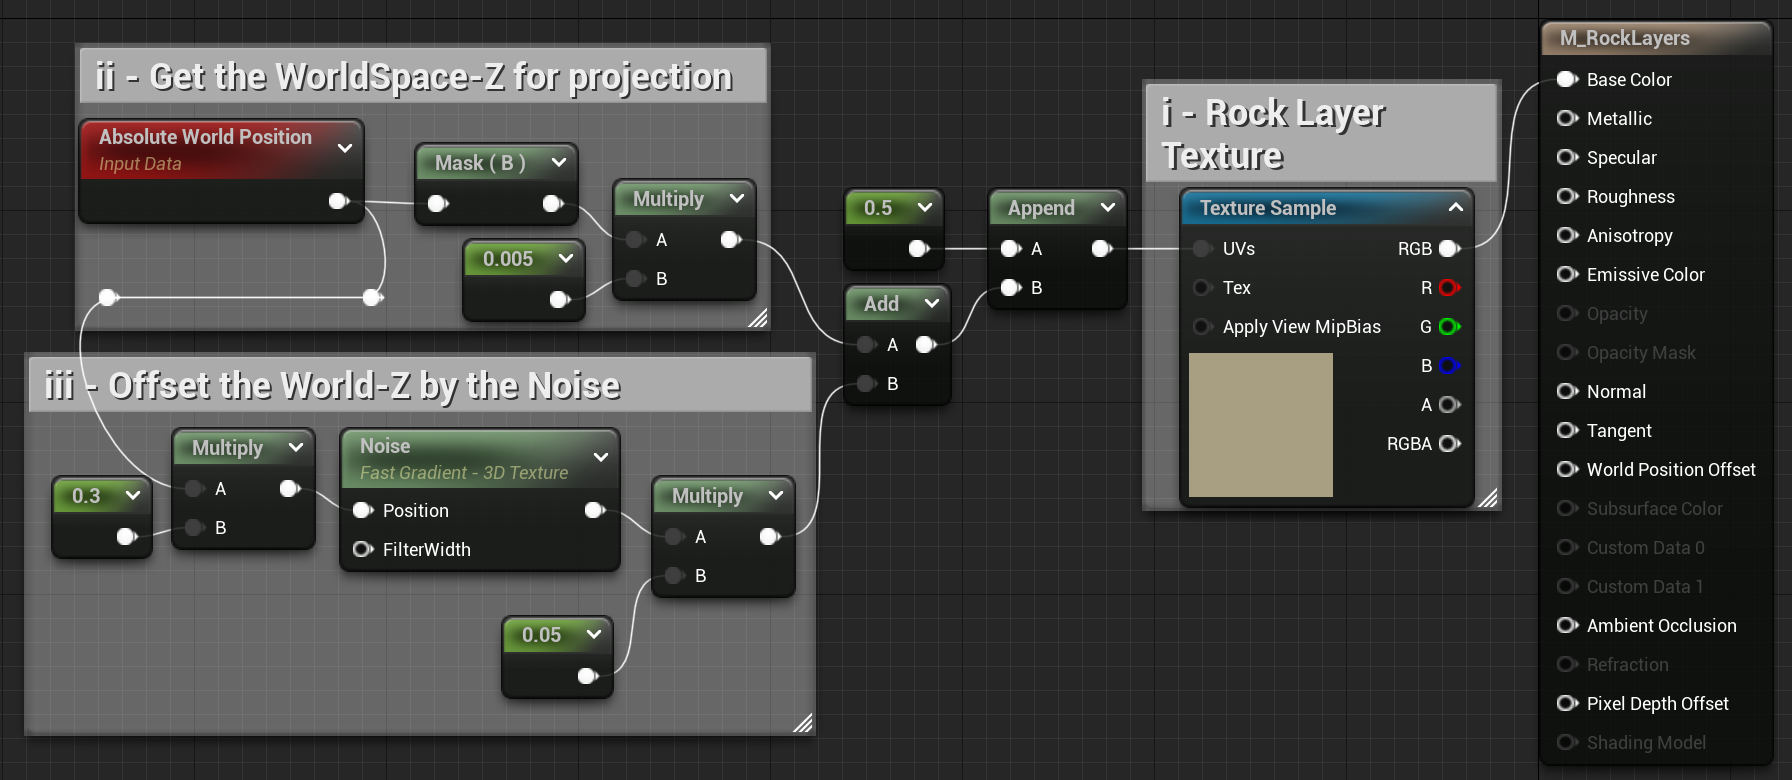 ii - Get the WorldSpace-Z for projection
Absolute World Position
Input Data
Mask ( B )
Multiply
A
B
0.005
iii - Offset the World-Z by the Noise
0.3
Multiply
A
B
Noise
Fast Gradient - 3D Texture
Position
FilterWidth
Multiply
A
B
0.05
0.5
Add
A
B
Append
A
B
i - Rock Layer
Texture
Texture Sample
UVs
RGB
Tex
R
Apply View MipBias
G
B
A
RGBA
M_RockLayers
Base Color
Metallic
Specular
Roughness
Anisotropy
Emissive Color
Opacity
Opacity Mask
Normal
Tangent
World Position Offset
Subsurface Color
Custom Data 0
Custom Data 1
Ambient Occlusion
Refraction
Pixel Depth Offset
Shading Model